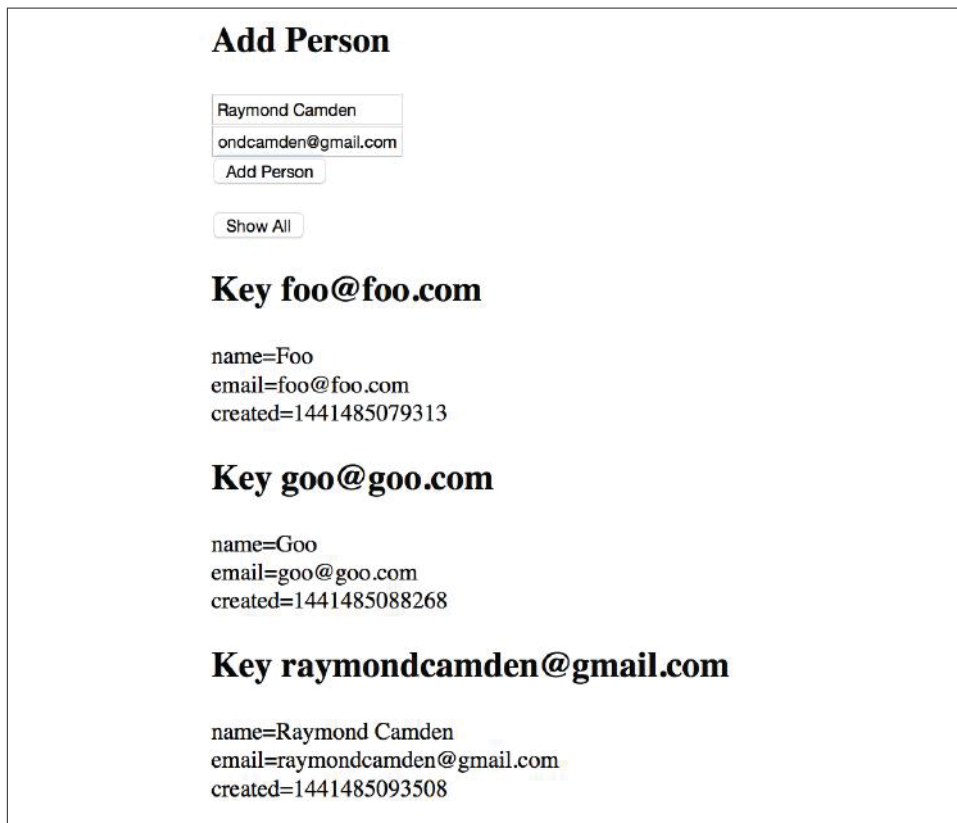 Add Person
Raymond Camden
ondcamden@gmail.com
Add Person
Show All
Key foo@foo.com
name=Foo
email=foo@foo.com
created=1441485079313
Key goo@goo.com
name=Goo
email=goo@goo.com
created=1441485088268
Key raymondcamden@gmail.com
name=Raymond Camden
email=raymondcamden@gmail.com
created=1441485093508